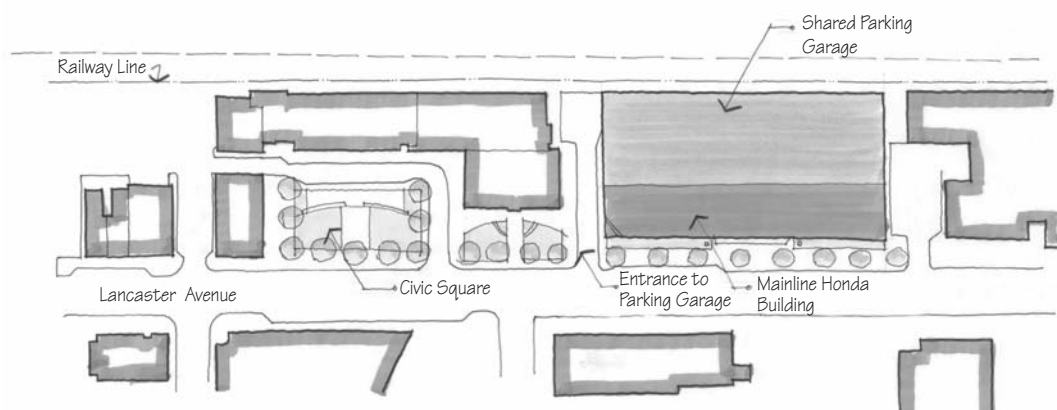 Shared Parking
Garage
Railway Line
Civic Square
Entrance to
Parking Garage
Mainline Honda
Building
Lancaster Avenue